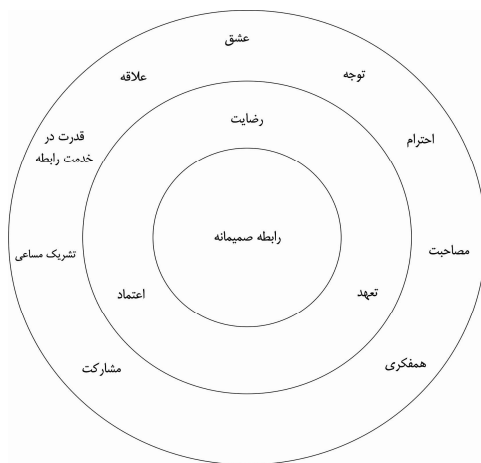 عشق
توجه
علاقه
احترام
رضایت
قدرت در
خدمت رابطه
مصاحبت
رابطه صمیمانه
تشریک مساعی
تعهد
اعتماد
همفکری
مشارکت